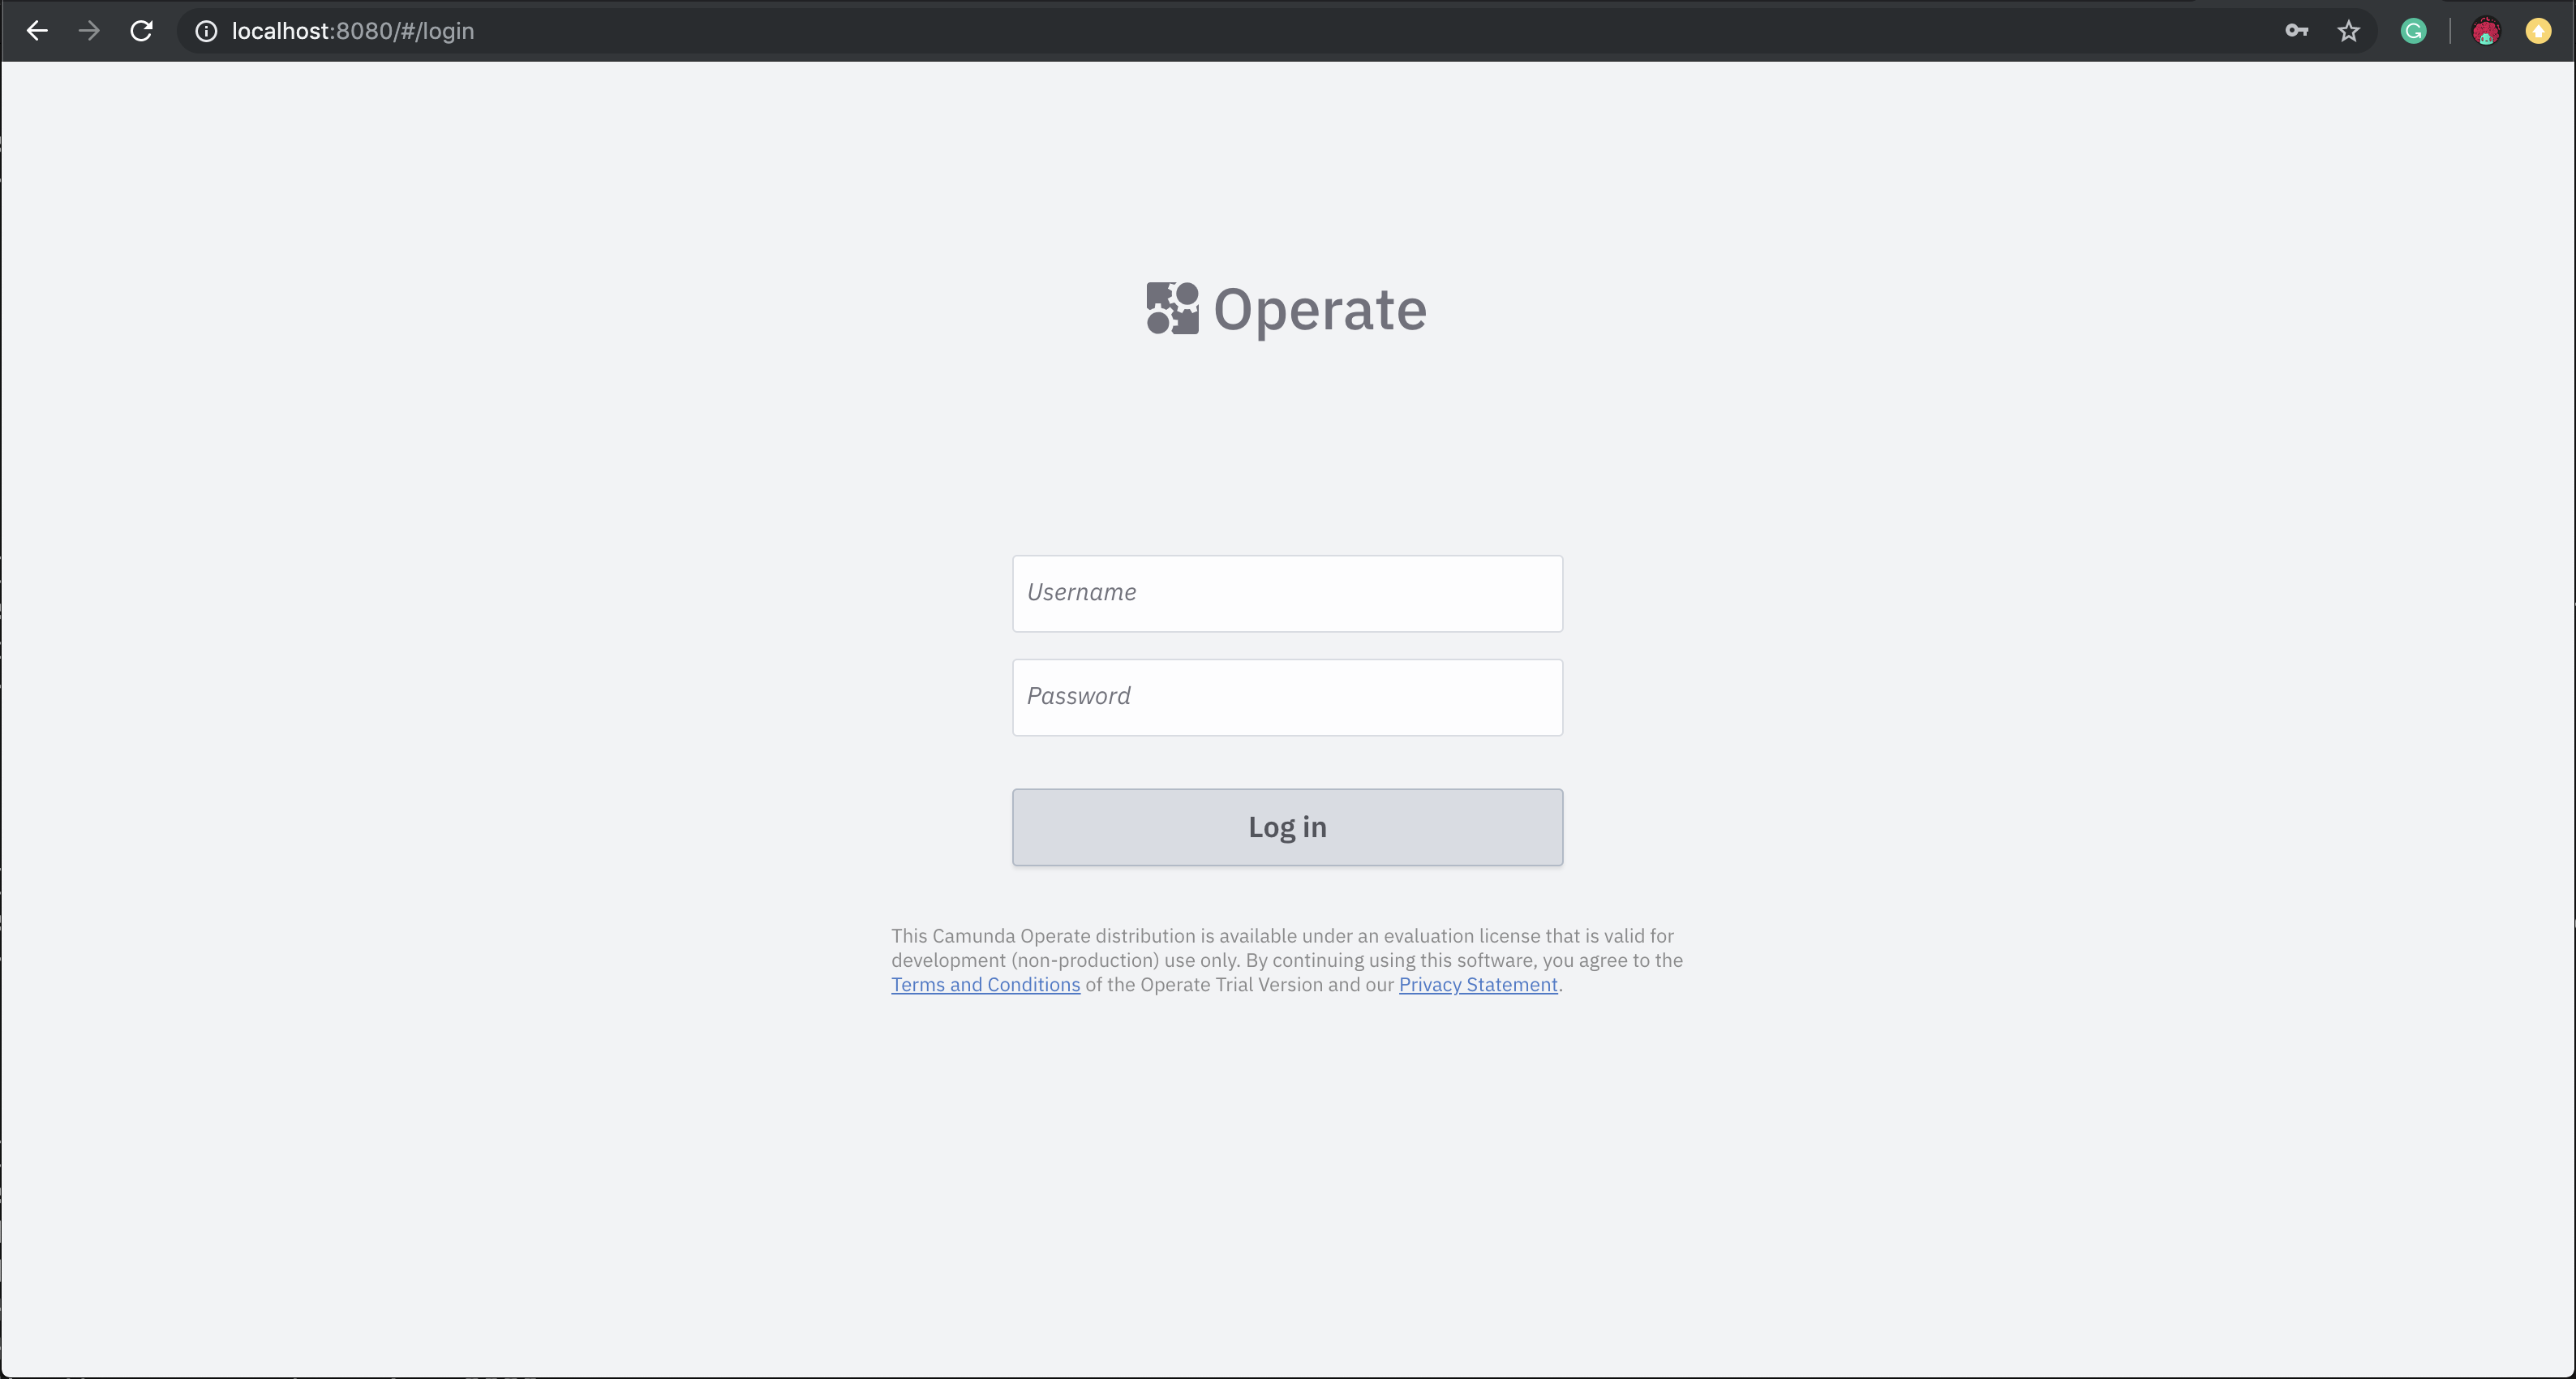 localhost:8080/#/login
Operate
Username
Password
Log in
This Camunda Operate distribution is available under an evaluation license that is valid for
development (non-production) use only. By continuing using this software, you agree to the
Terms and Conditions of the Operate Trial Version and our Privacy Statement.